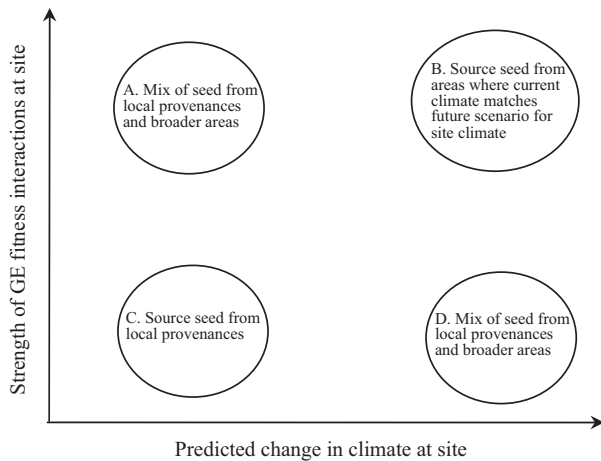 Strength of GE fitness interactions at site
A. Mix of seed from
local provenances
and broader areas
B. Source seed from
areas where current
climate matches
future scenario for
site climate
C. Source seed from
local provenances
D. Mix of seed from
local provenances
and broader areas
Predicted change in climate at site